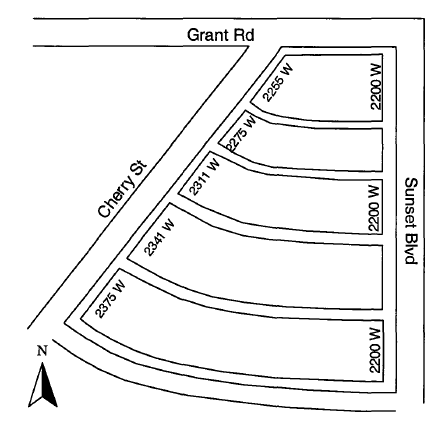 Grant Rd
2255 W
2200 W
2275 W
2311 W
2200 W
Cherry St
Sunset Blvd
2341 W
2375 W
2200 W
N